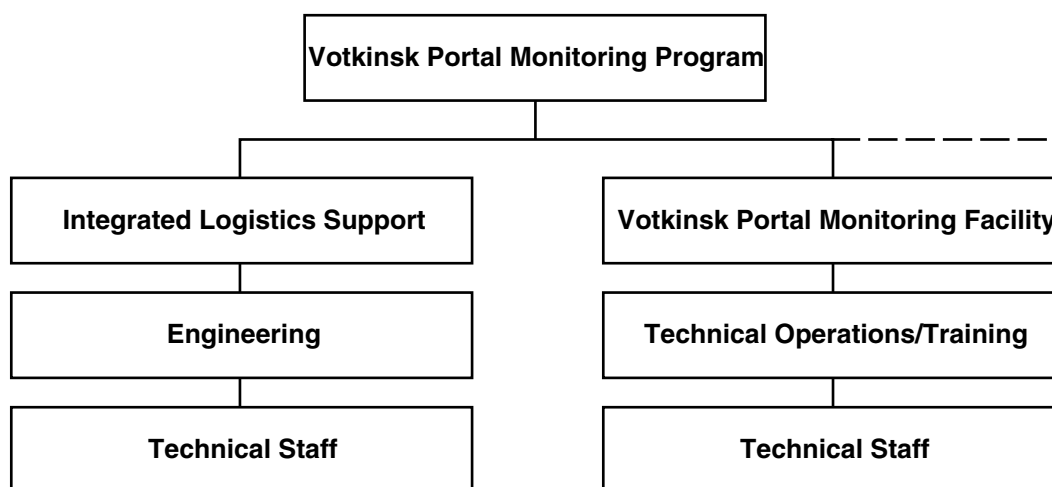 Votkinsk Portal Monitoring Program
Integrated Logistics Support
Votkinsk Portal Monitoring Facility
Engineering
Technical Operations/Training
Technical Staff
Technical Staff